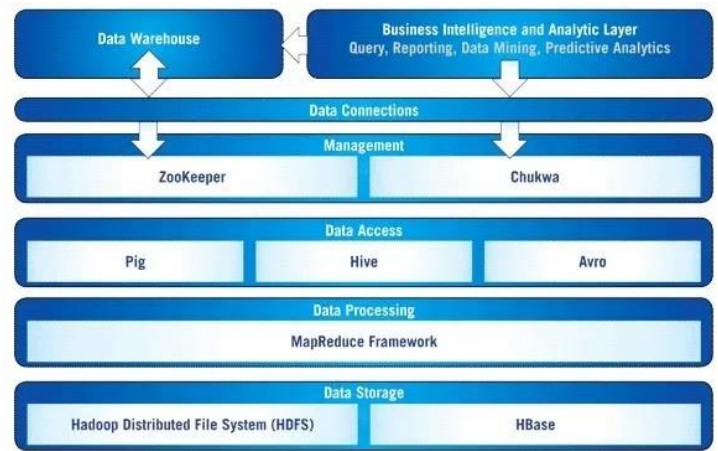 Data Warehouse
Business Intelligence and Analytic Layer
Query, Reporting, Data Mining, Predictive Analytics
Data Connections
Management
ZooKeeper
Chukwa
Data Access
Pig
Hive
Avro
Data Processing
MapReduce Framework
Data Storage
Hadoop Distributed File System (HDFS)
HBase